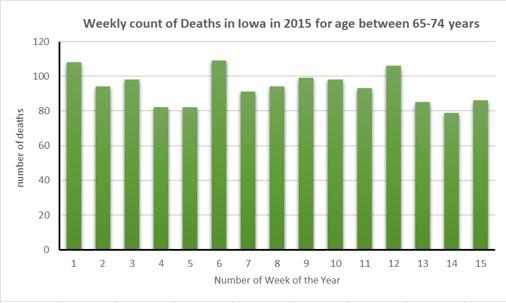 Weekly count of Deaths in Iowa in 2015 for age between 65-74 years
120
100
80
60
40
20
0
number of deaths
1 2 3 4 5 6 7 8 9 10 11 12 13 14 15
Number of Week of the Year